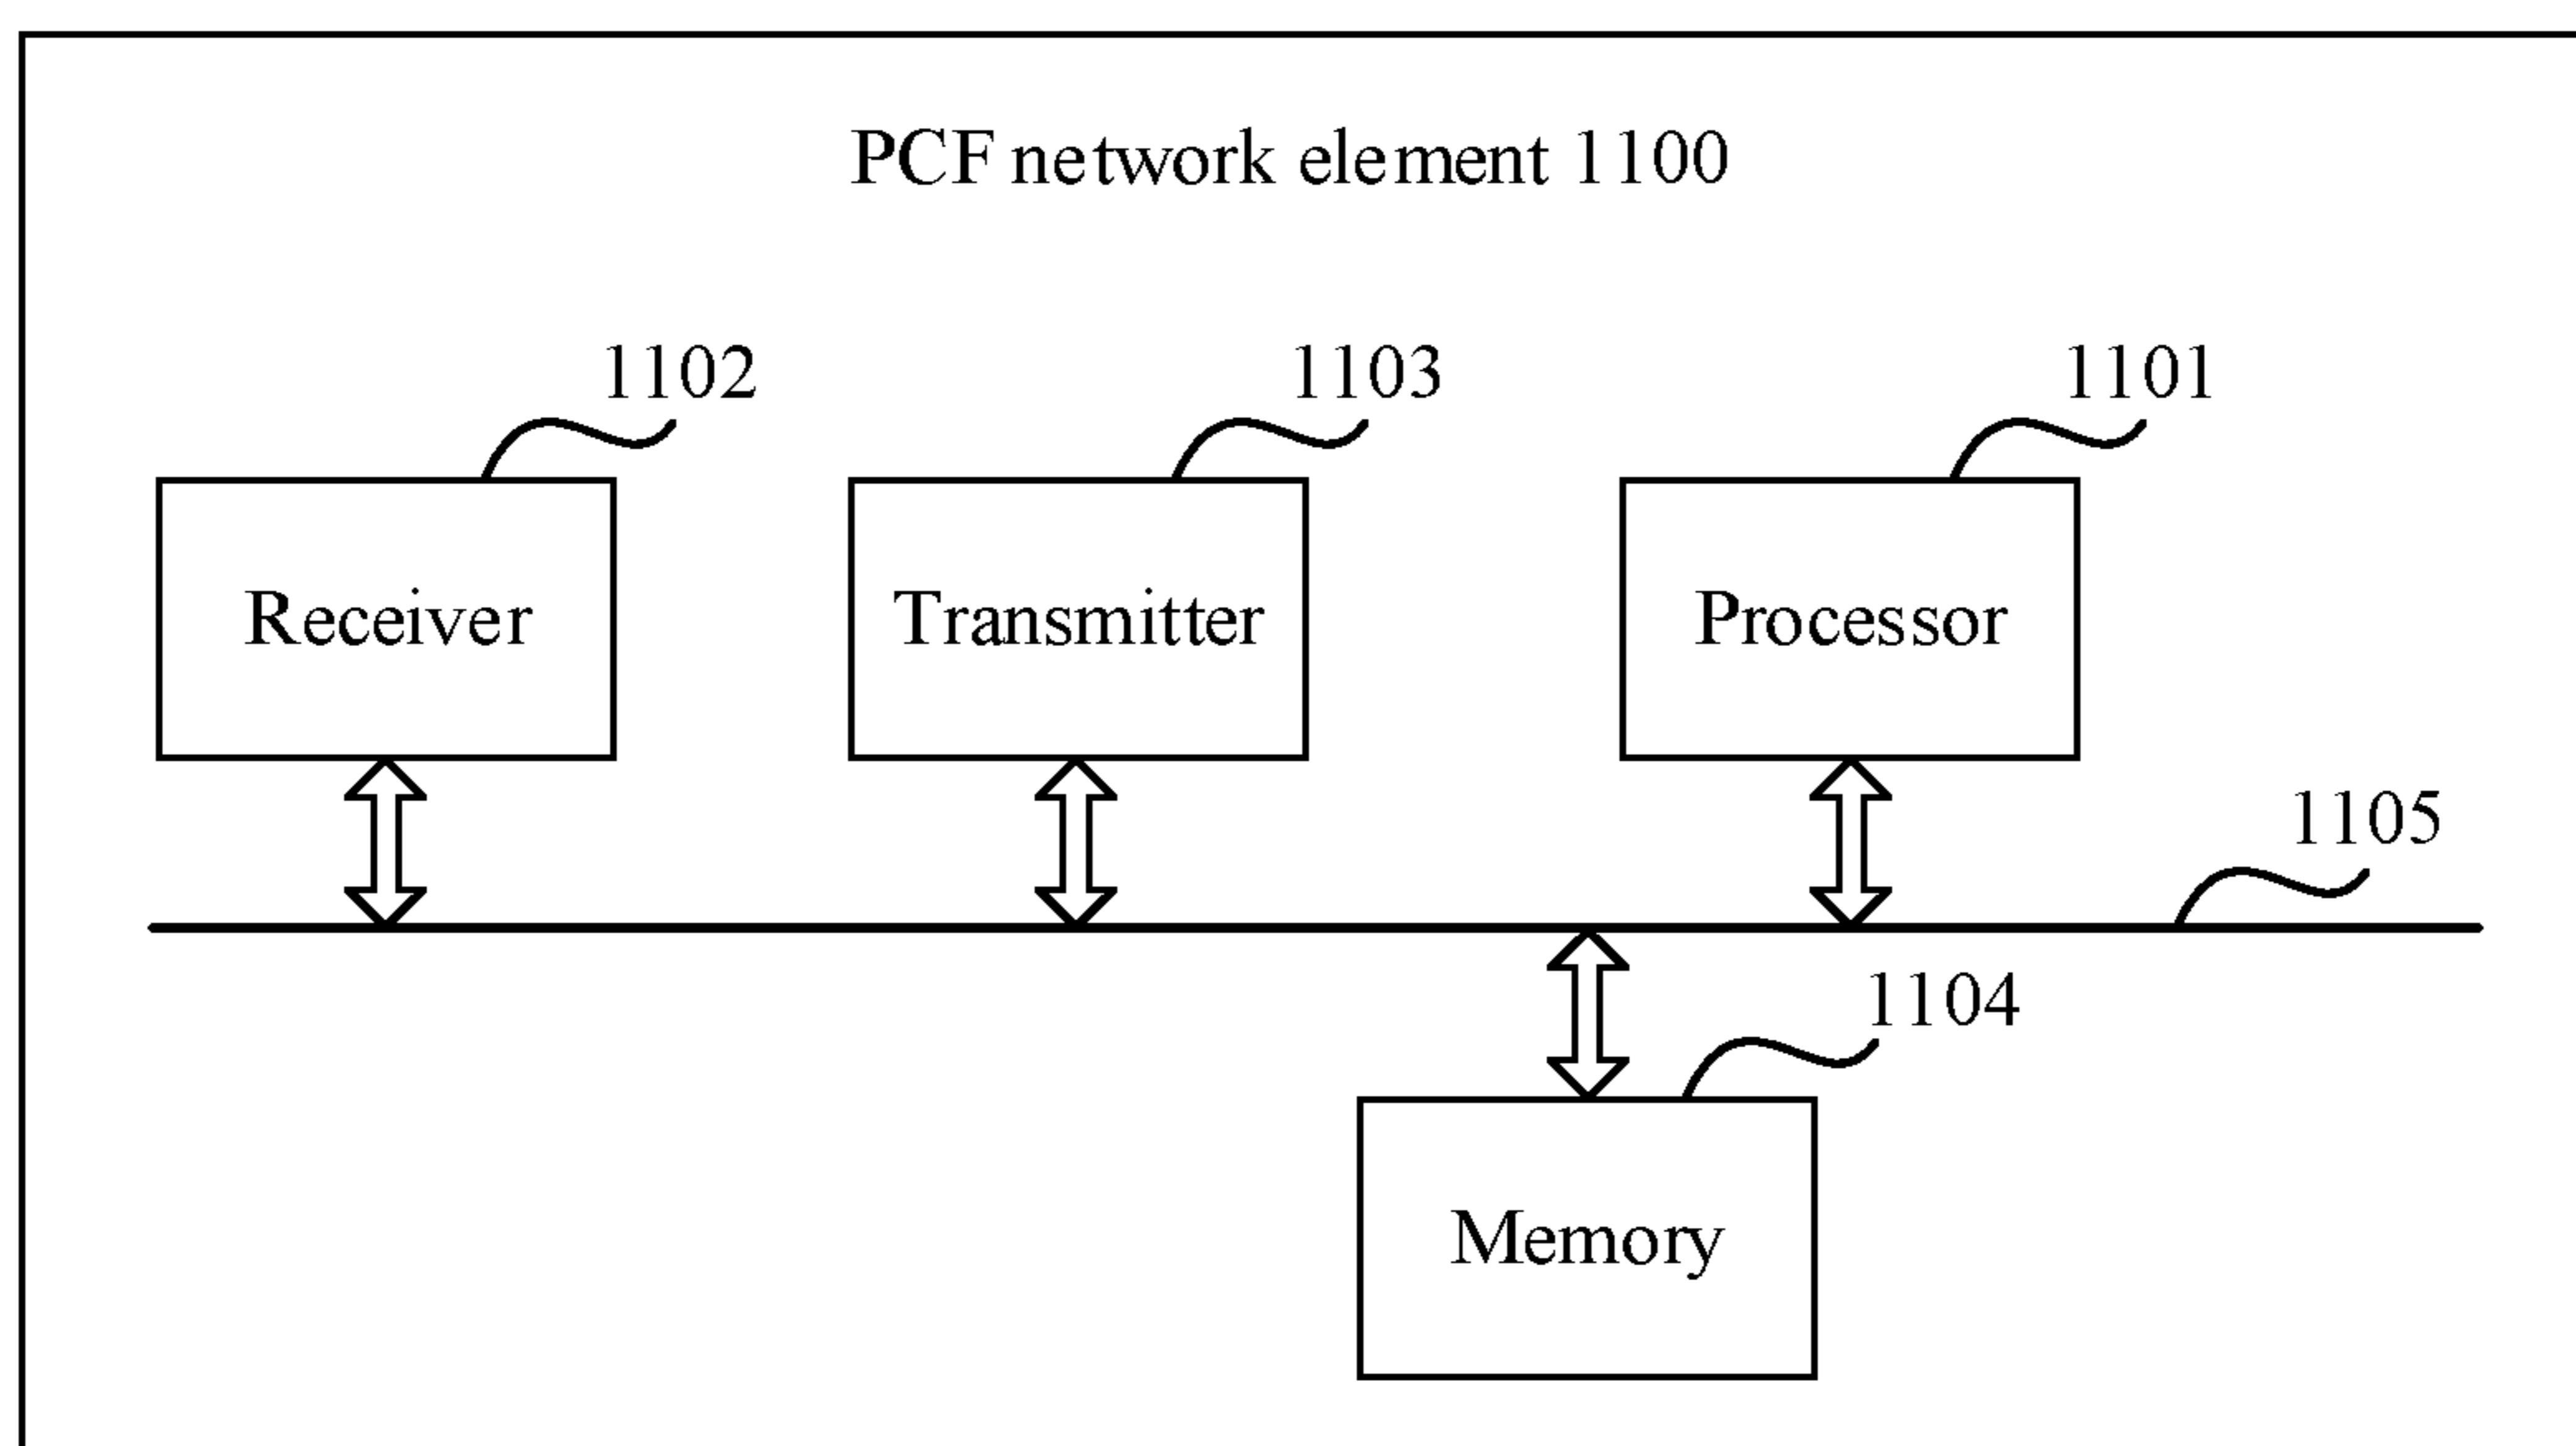 PCF network element 1100
1102
1103
1101
Receiver
Transmitter
Processor
1105
1104
Memory